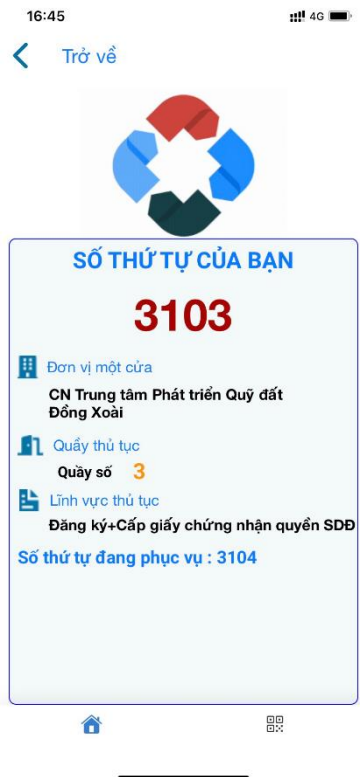 16:45
4G
Trở về
SỐ THỨ TỰ CỦA BẠN
3103
Đơn vị một cửa
CN Trung tâm Phát triển Quỹ đất
Đồng Xoài
Quầy thủ tục
Quầy số 3
Lĩnh vực thủ tục
Đăng ký+Cấp giấy chứng nhận quyền SDĐ
Số thứ tự đang phục vụ : 3104